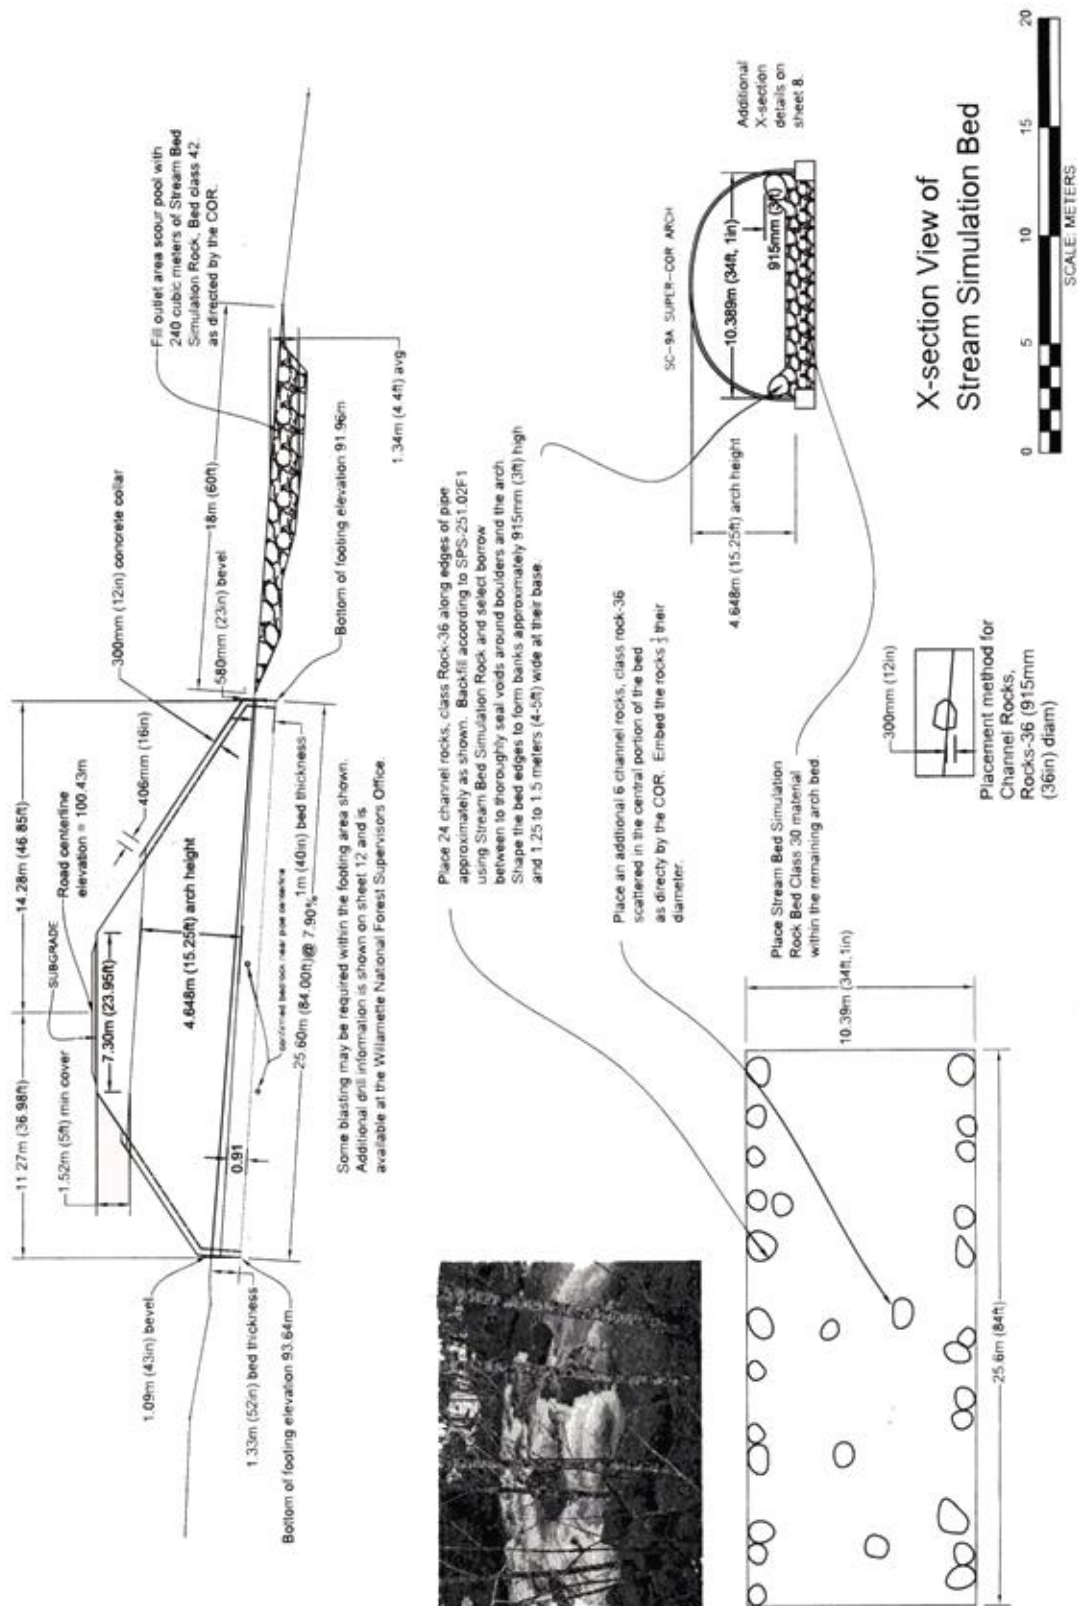 11.27m (36.98ft)
14.28m (46.85ft)
1.52m (5ft) min cover
SUBGRADE
Road centerline
elevation = 100.43m
7.30m (23.95ft)
406mm (16in)
300mm (12in) concrete collar
4.648m (15.25ft) arch height
1.09m (43in) bevel
580mm (23in) bevel
18m (60ft)
Fill outlet area scour pool with
240 cubic meters of Stream Bed
Simulation Rock, Bed class 42.
as directed by the COR.
0.91
confirmed bedrock near pipe centerline
25.60m (84.00ft)@ 7.90%
1m (40in) bed thickness
1.33m (52in) bed thickness
Bottom of footing elevation 93.64m
Bottom of footing elevation 91.96m
1.34m (4.4ft) avg
Some blasting may be required within the footing area shown.
Additional drill information is shown on sheet 12 and is
available at the Willamette National Forest Supervisors Office.
Place 24 channel rocks, class Rock-36 along edges of pipe
approximately as shown. Backfill according to SPS-251.02F1
using Stream Bed Simulation Rock and select borrow
between to thoroughly seal voids around boulders and the arch.
Shape the bed edges to form banks approximately 915mm (3ft) high
and 1.25 to 1.5 meters (4-5ft) wide at their base.
Place an addtional 6 channel rocks, class rock-36
scattered in the central portion of the bed
as directy by the COR. Embed the rocks their
diameter.
Place Stream Bed Simulation
Rock Bed Class 30 material
within the remaining arch bed.
10.39m (34ft,1in)
25.6m (84ft)
SC-9A SUPER-COR ARCH
10.389m (34ft, 1in)
915mm (3ft)
4.648m (15.25ft) arch height
Additional
X-section
details on
sheet 8.
300mm (12in)
Placement method for
Channel Rocks,
Rocks-36 (915mm
(36in) diam)
X-section View of
Stream Simulation Bed
0 5 10 15 20
SCALE: METERS